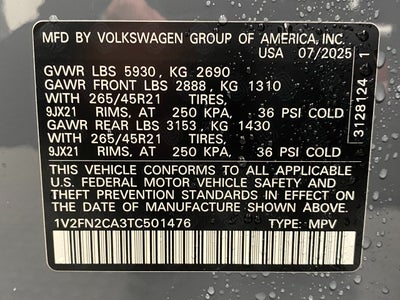 MFD BY VOLKSWAGEN GROUP OF AMERICA, INC.
USA 07/2025
GVWR LBS 5930, KG 2690
GAWR FRONT LBS 2888, KG 1310
WITH 265/45R21 TIRES,
9JX21 RIMS, AT 250 KPA, 36 PSI COLD
GAWR REAR LBS 3153, KG 1430
WITH 265/45R21 TIRES,
9JX21 RIMS, AT 250 KPA, 36 PSI COLD
THIS VEHICLE CONFORMS TO ALL APPLICABLE
U.S. FEDERAL MOTOR VEHICLE SAFETY AND
THEFT PREVENTION STANDARDS IN EFFECT ON
THE DATE OF MANUFACTURE SHOWN ABOVE.
1V2FN2CA3TC501476 TYPE: MPV
3128124 1